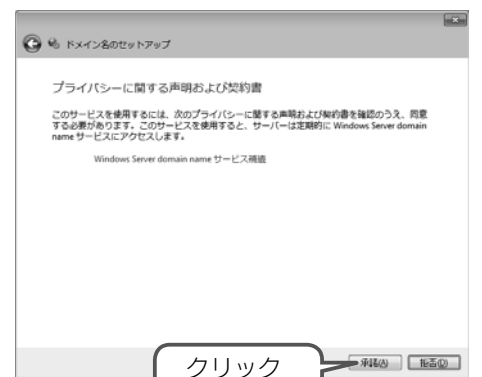 ドメイン名のセットアップ
プライバシーに関する声明および契約書
このサービスを使用するには、次のプライバシーに関する声明および契約書を確認のうえ、同意
する必要があります。このサービスを使用すると、サーバーは定期的に Windows Server domain
name サービスにアクセスします。
Windows Server domain name サービス補遺
クリック
承諾(A)
拒否(D)